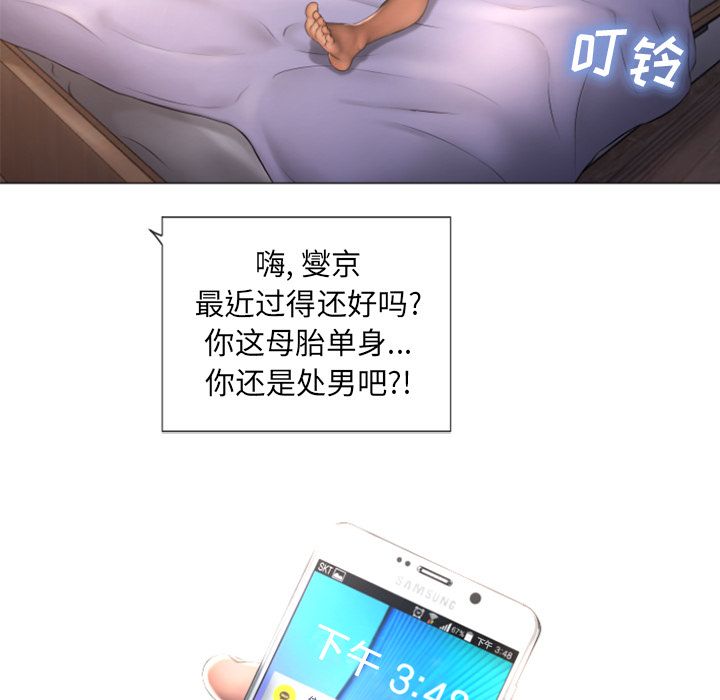 叮铃
嗨, 燮京
最近过得还好吗?
你这母胎单身...
你还是处男吧?!
SAMSUNG
SKT
67% 下午 3:48
下午 3:48